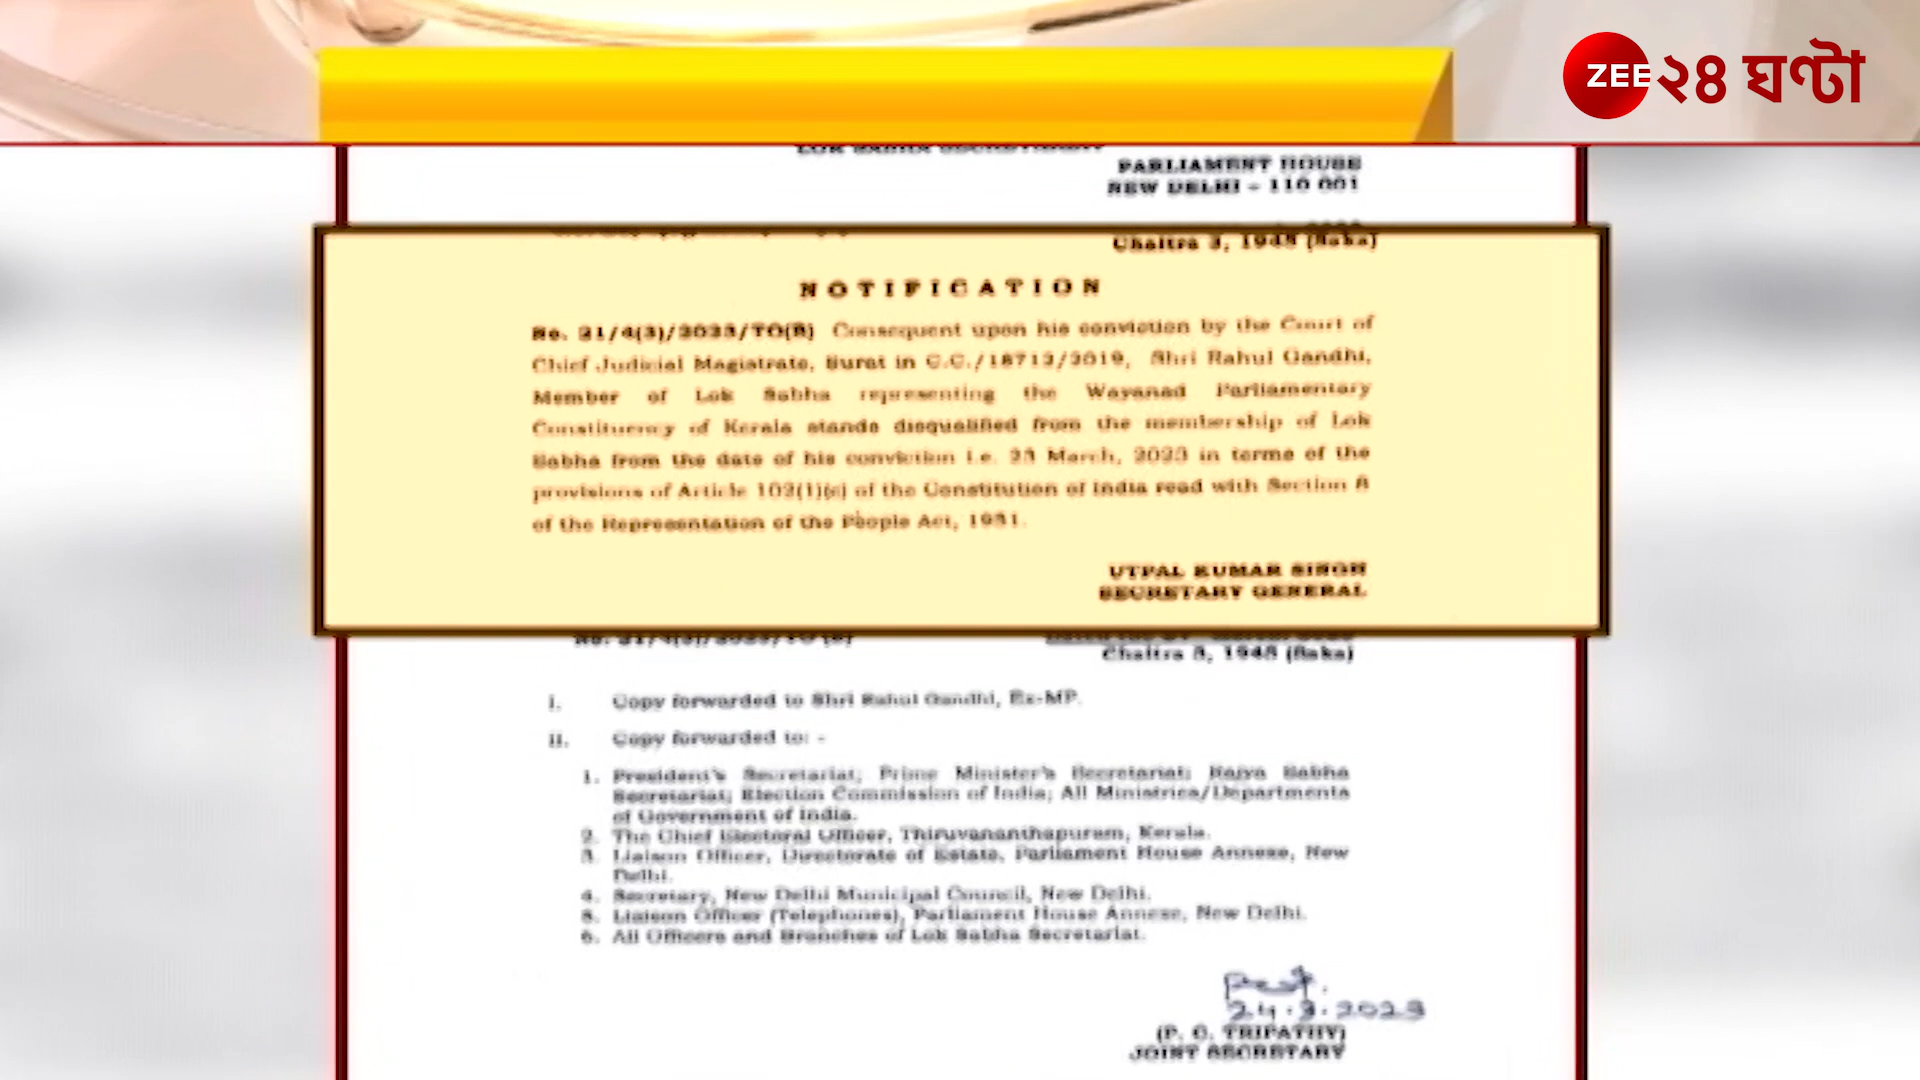 ZEE ২৪ ঘণ্টা
LOK SABHA SECRETARIAT
PARLIAMENT HOUSE
NEW DELHI – 110 001
Chaitra 3, 1945 (Saka)
NOTIFICATION
No. 21/4(3)/2023/TO(B) Consequent upon his conviction by the Court of
Chief Judicial Magistrate, Surat in C.C./18712/2019, Shri Rahul Gandhi,
Member of Lok Sabha representing the Wayanad Parliamentary
Constituency of Kerala stands disqualified from the membership of Lok
Sabha from the date of his conviction i.e. 23 March, 2023 in terms of the
provisions of Article 102(1)(e) of the Constitution of India read with Section 8
of the Representation of the People Act, 1951.
UTPAL KUMAR SINGH
SECRETARY GENERAL
No. 21/4(3)/2023/TO (B)
Chaitra 3, 1945 (Saka)
I. Copy forwarded to Shri Rahul Gandhi, Ex-MP.
II. Copy forwarded to: -
1. President's Secretariat; Prime Minister's Secretariat; Rajya Sabha
Secretariat; Election Commission of India; All Ministries/Departments
of Government of India.
2. The Chief Electoral Officer, Thiruvananthapuram, Kerala.
3. Liaison Officer, Directorate of Estate, Parliament House Annexe, New
Delhi.
4. Secretary, New Delhi Municipal Council, New Delhi.
5. Liaison Officer (Telephones), Parliament House Annexe, New Delhi.
6. All Officers and Branches of Lok Sabha Secretariat.
24.3.2023
(P. C. TRIPATHY)
JOINT SECRETARY